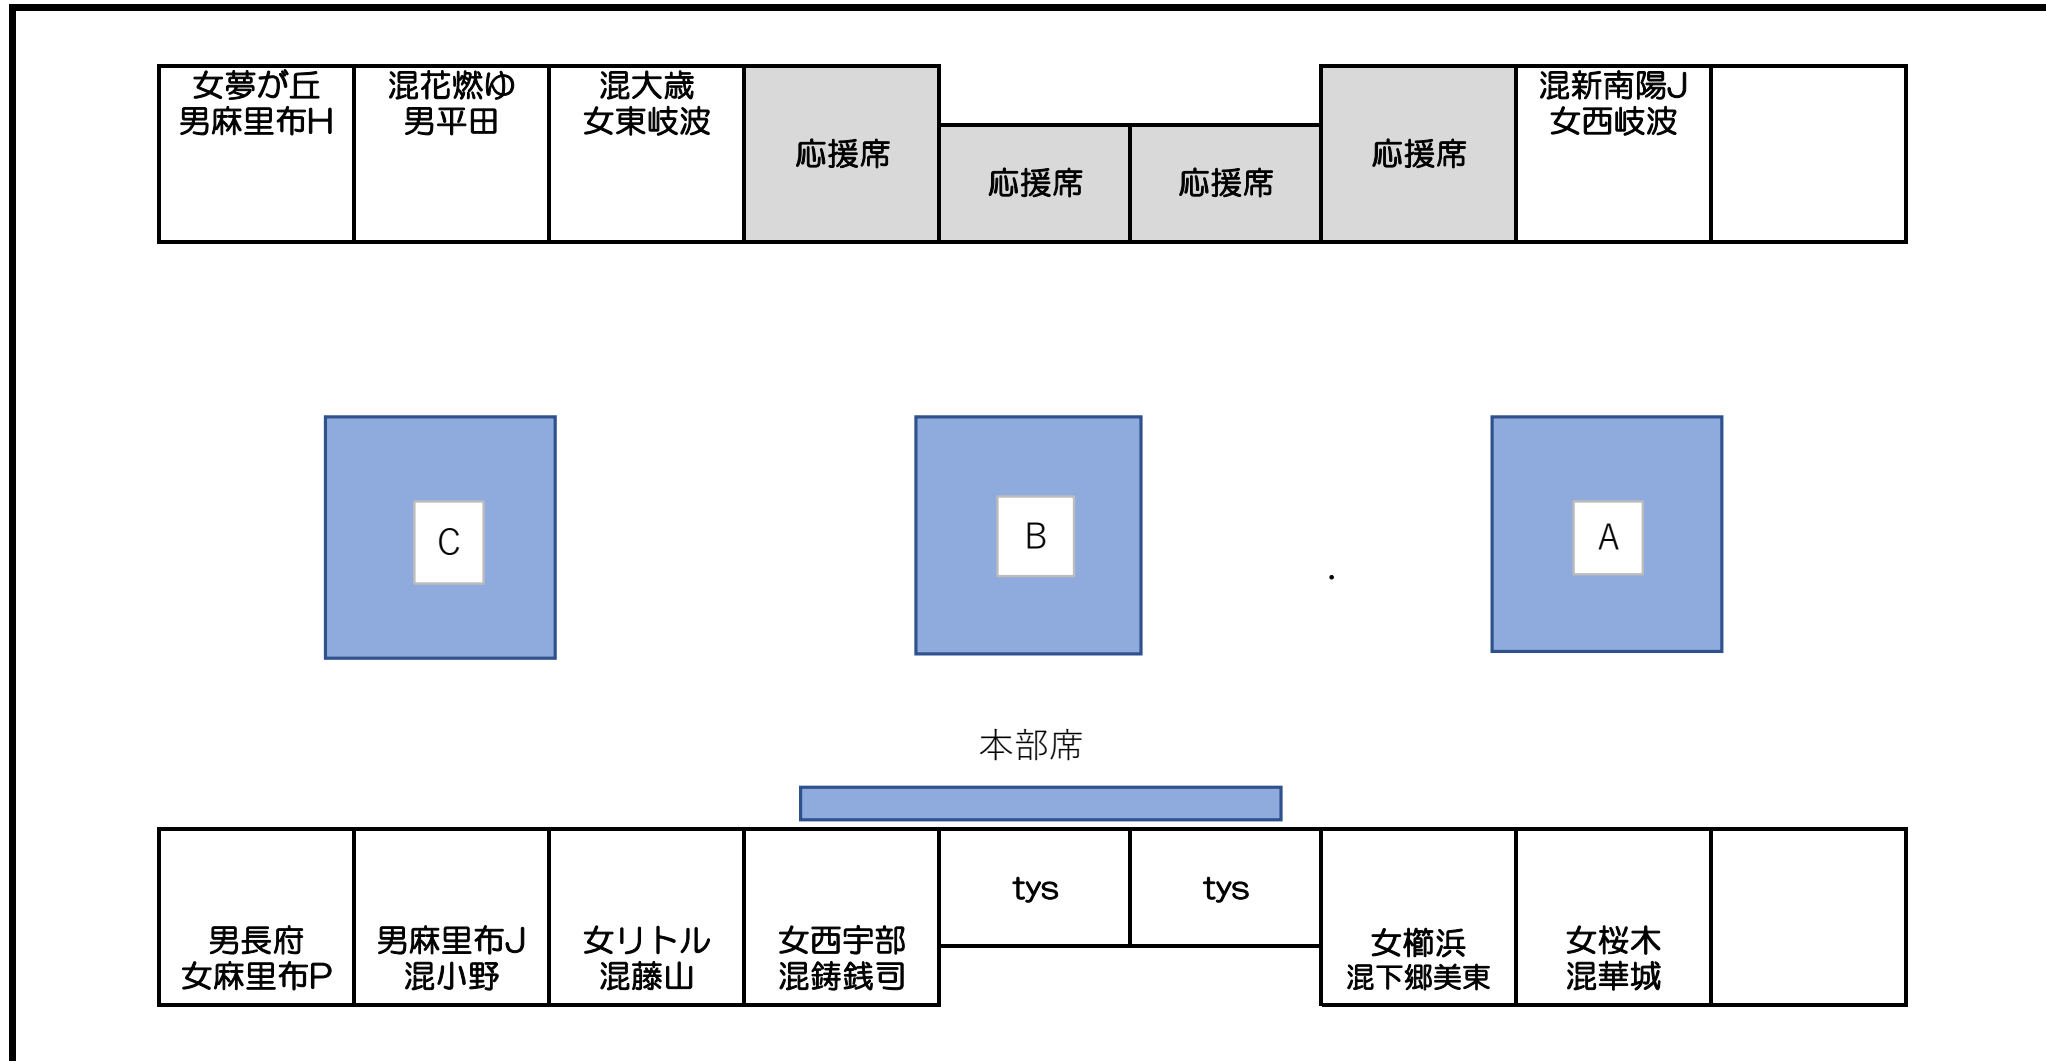 女夢が丘
男麻里布H
混花燃ゆ
男平田
混大歳
女東岐波
応援席
応援席
応援席
応援席
混新南陽J
女西岐波
C
B
A
.
本部席
男長府
女麻里布P
男麻里布J
混小野
女リトル
混藤山
女西宇部
混鋳銭司
tys
tys
女櫛浜
混下郷美東
女桜木
混華城